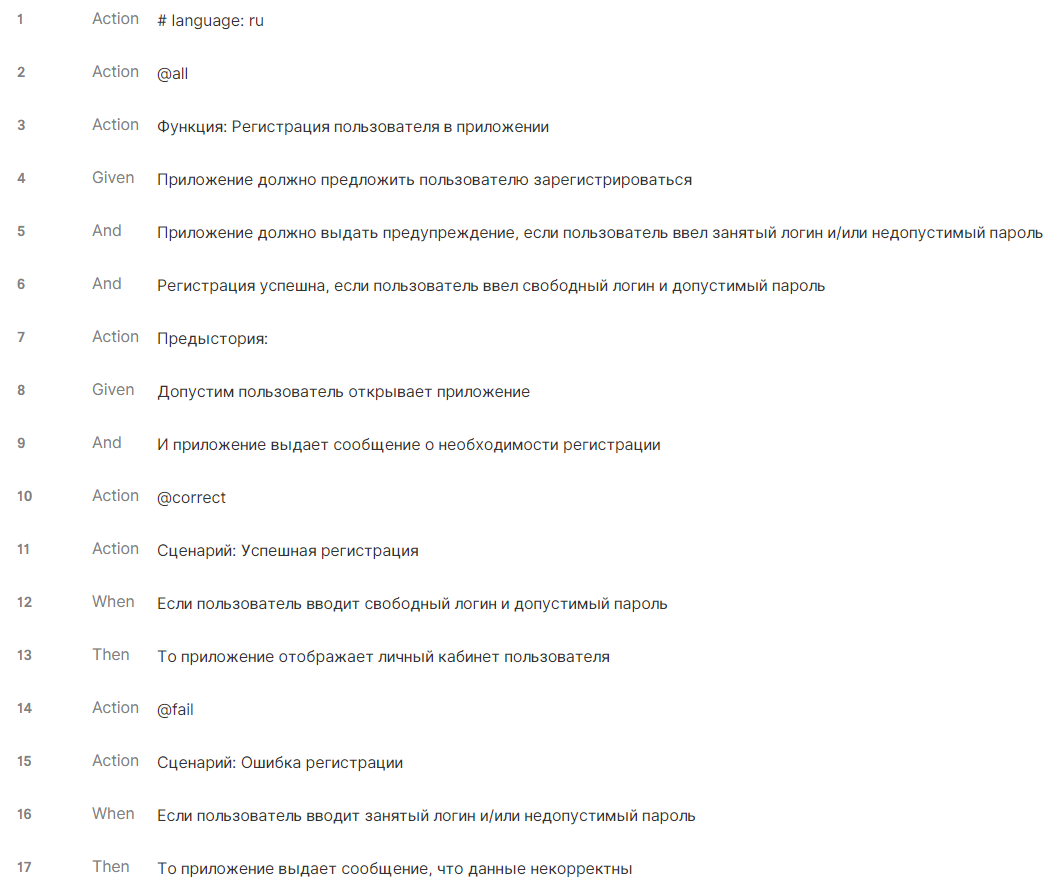 1 Action # language: ru
2 Action @all
3 Action Функция: Регистрация пользователя в приложении
4 Given Приложение должно предложить пользователю зарегистрироваться
5 And Приложение должно выдать предупреждение, если пользователь ввел занятый логин и/или недопустимый пароль
6 And Регистрация успешна, если пользователь ввел свободный логин и допустимый пароль
7 Action Предыстория:
8 Given Допустим пользователь открывает приложение
9 And И приложение выдает сообщение о необходимости регистрации
10 Action @correct
11 Action Сценарий: Успешная регистрация
12 When Если пользователь вводит свободный логин и допустимый пароль
13 Then То приложение отображает личный кабинет пользователя
14 Action @fail
15 Action Сценарий: Ошибка регистрации
16 When Если пользователь вводит занятый логин и/или недопустимый пароль
17 Then То приложение выдает сообщение, что данные некорректны